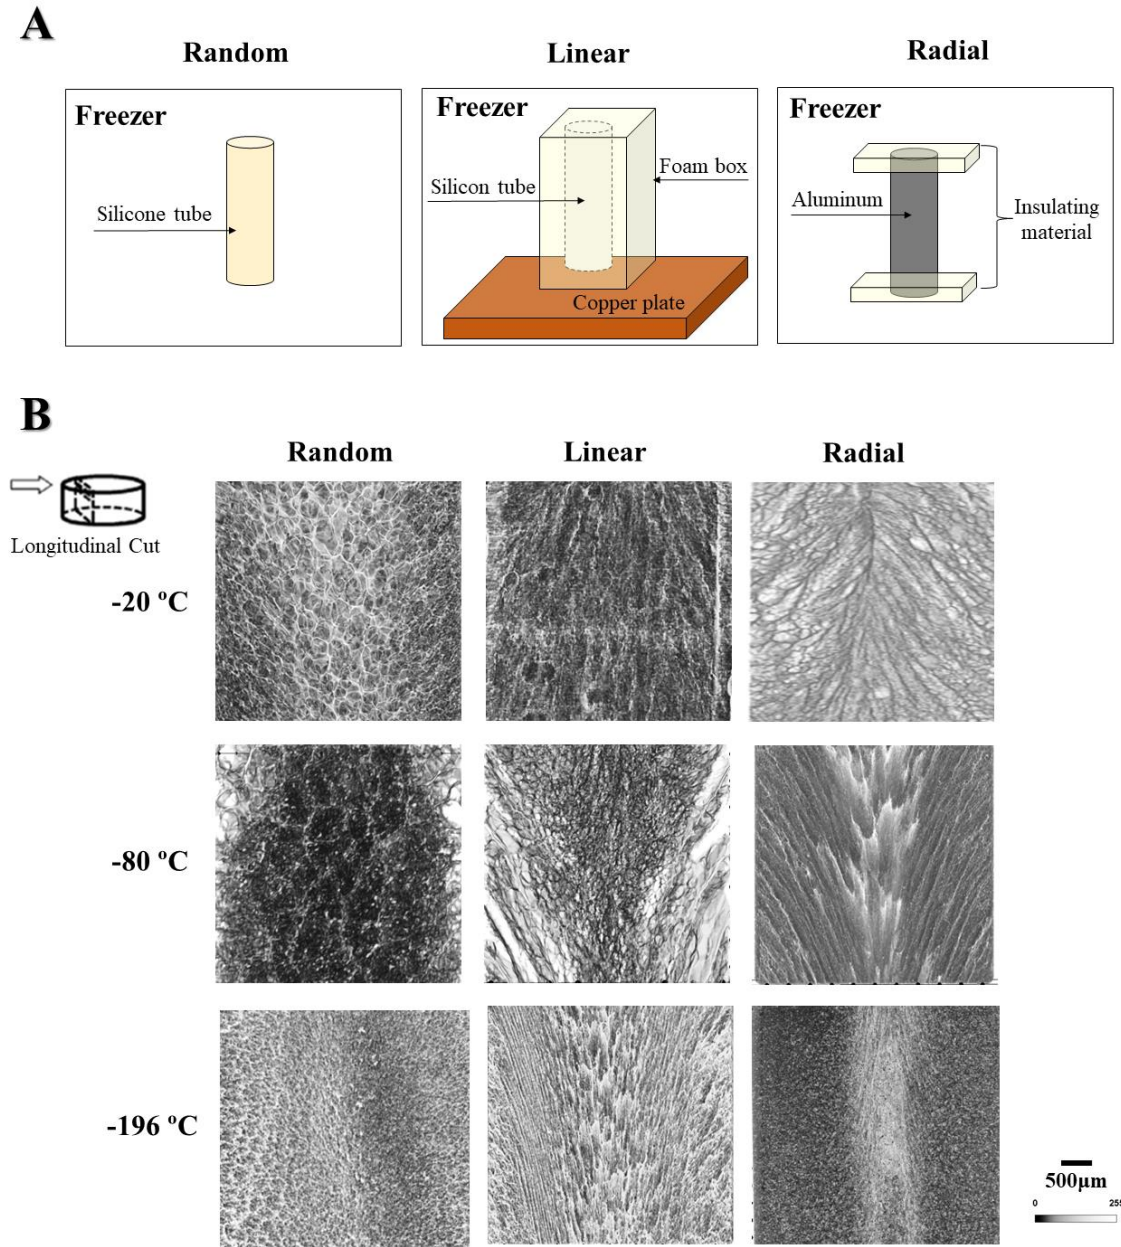 A
Random
Linear
Radial
Freezer
Silicone tube
Freezer
Silicon tube
Foam box
Copper plate
Freezer
Aluminum
Insulating
material
B
Random
Linear
Radial
Longitudinal Cut
-20 ºC
-80 ºC
-196 ºC
500µm
0
255